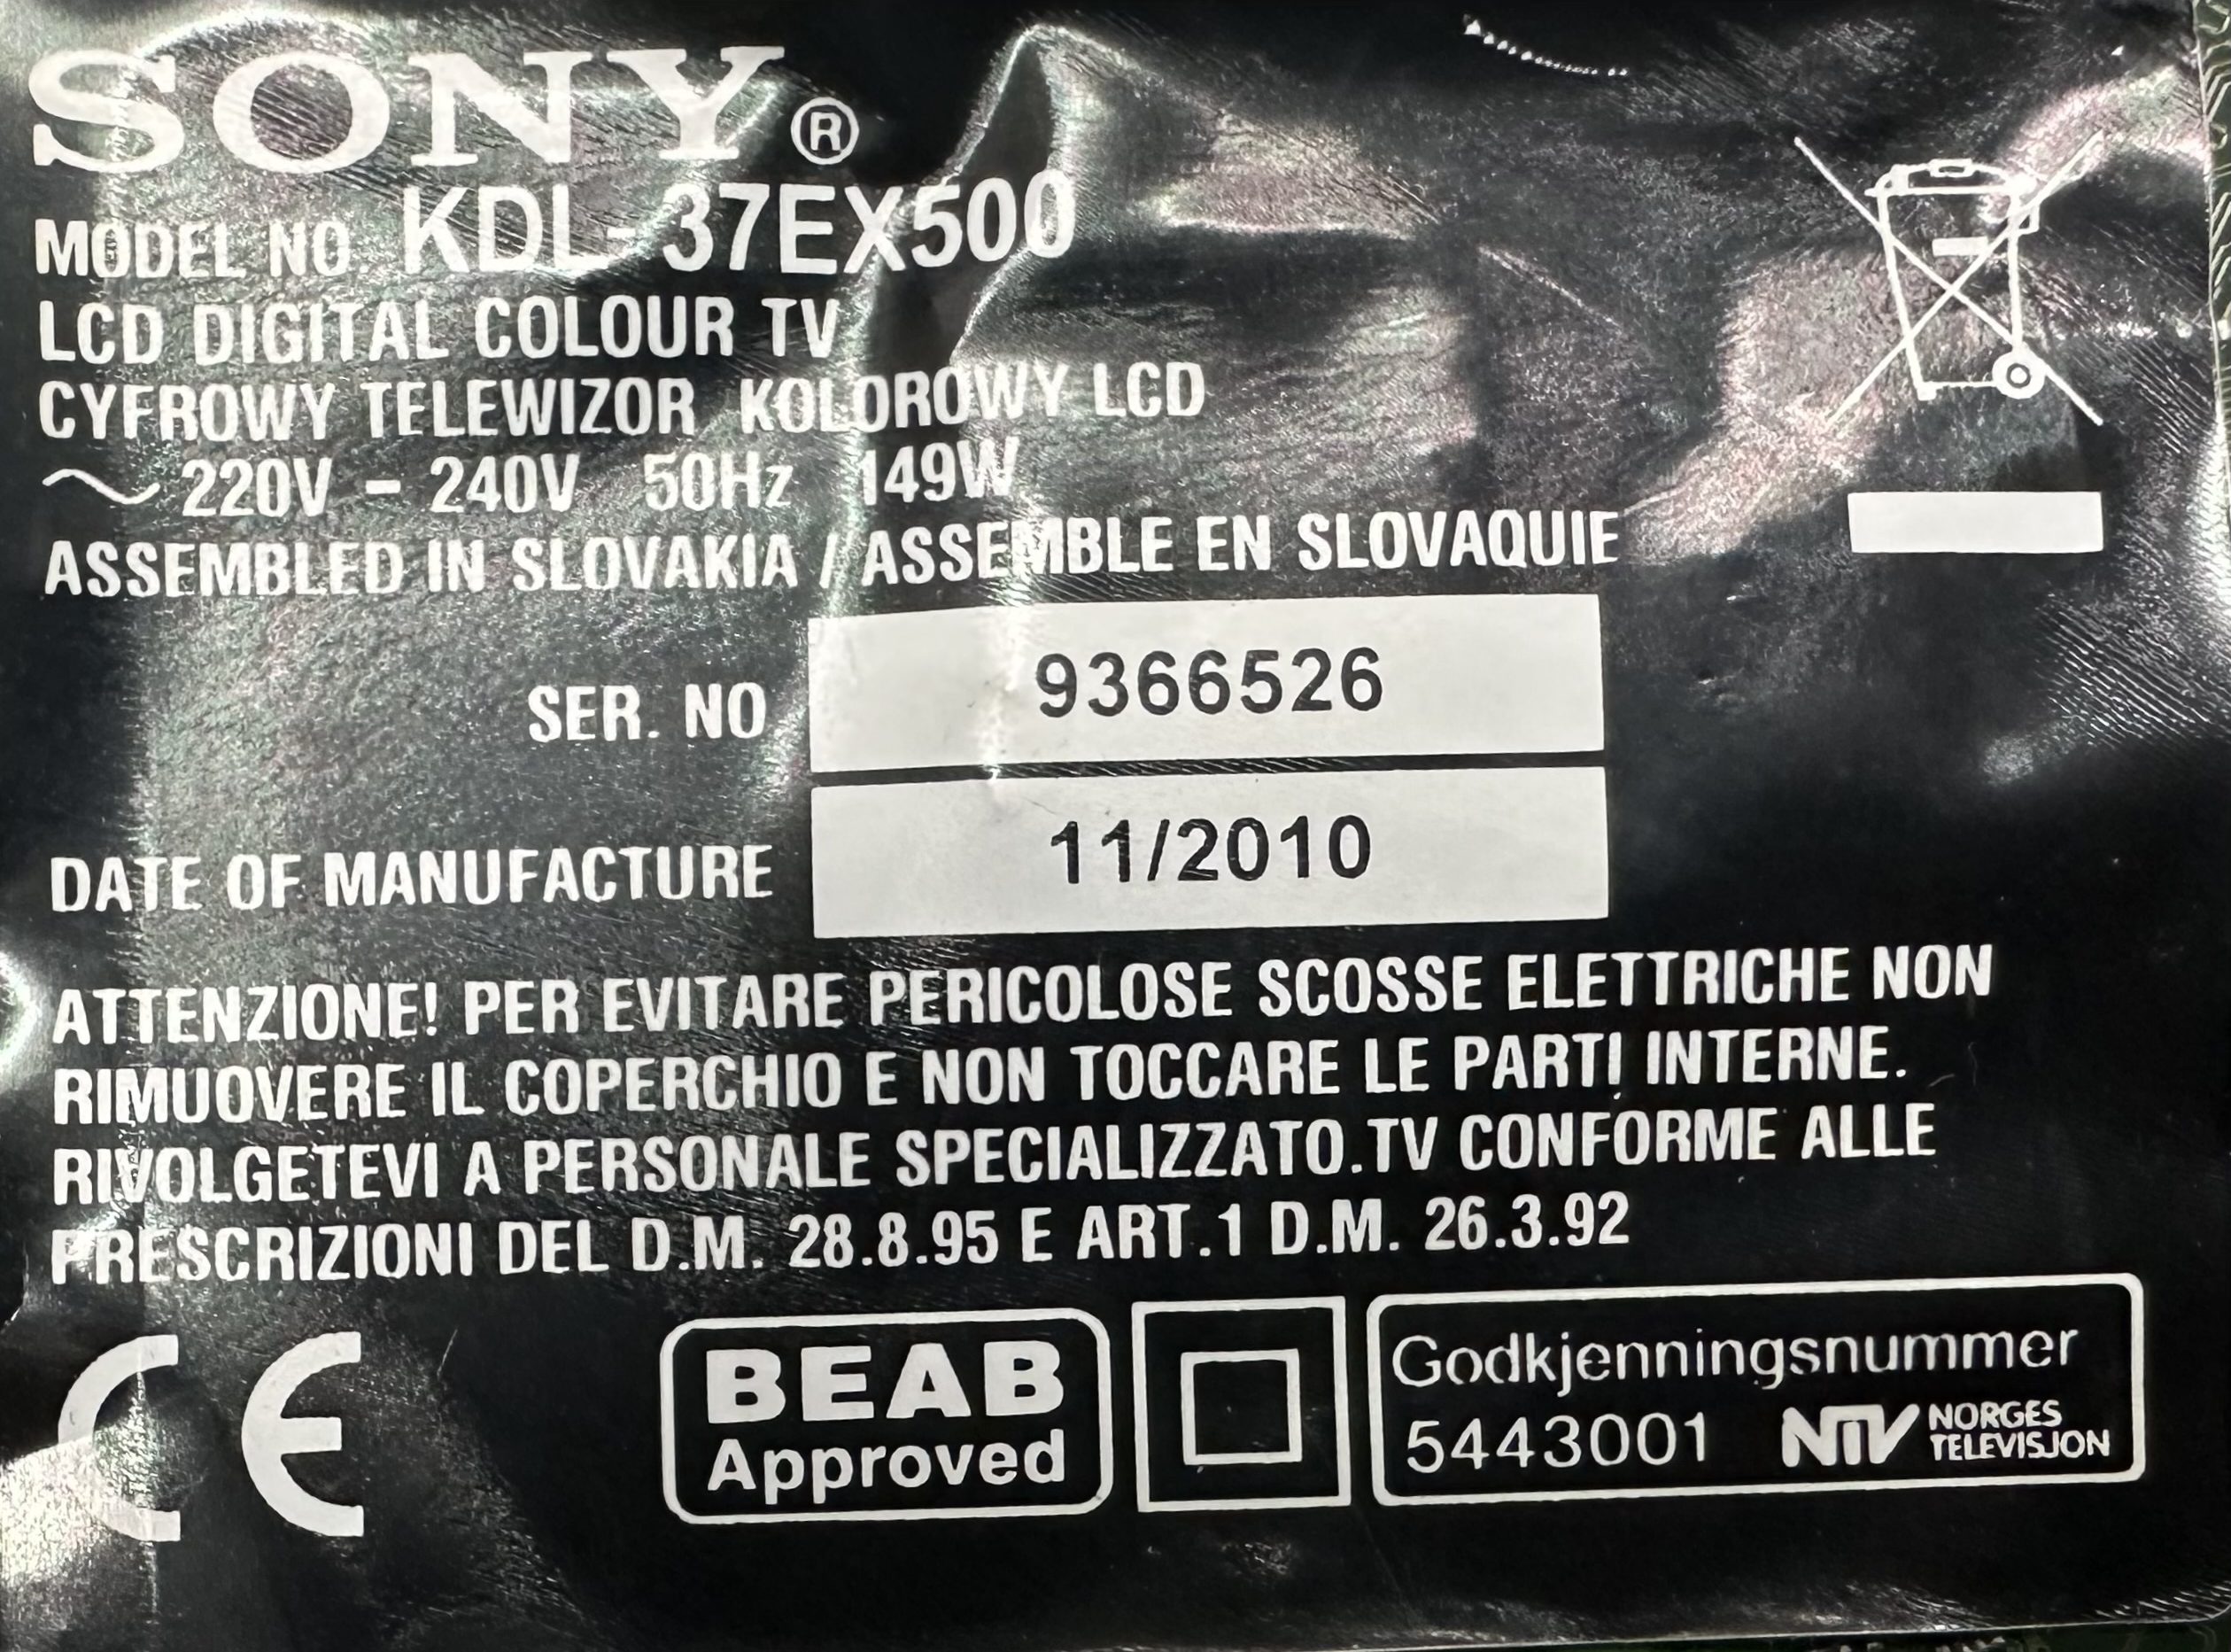 SONY®
MODEL NO. KDL-37EX500
LCD DIGITAL COLOUR TV
CYFROWY TELEWIZOR KOLOROWY LCD
~ 220V - 240V 50Hz 149W
ASSEMBLED IN SLOVAKIA / ASSEMBLE EN SLOVAQUIE
SER. NO 9366526
DATE OF MANUFACTURE 11/2010
ATTENZIONE! PER EVITARE PERICOLOSE SCOSSE ELETTRICHE NON
RIMUOVERE IL COPERCHIO E NON TOCCARE LE PARTI INTERNE.
RIVOLGETEVI A PERSONALE SPECIALIZZATO.TV CONFORME ALLE
PRESCRIZIONI DEL D.M. 28.8.95 E ART.1 D.M. 26.3.92
CE
BEAB
Approved
Godkjenningsnummer
5443001 NTV NORGES
TELEVISJON